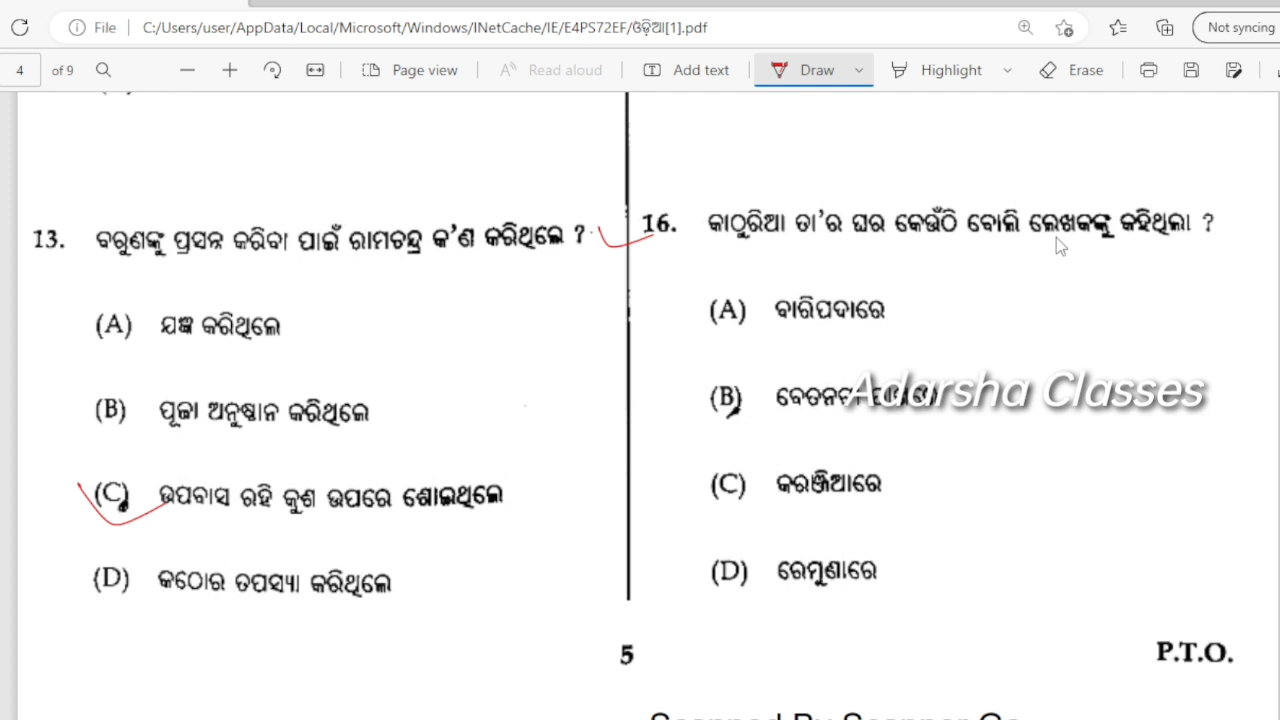 File C:/Users/user/AppData/Local/Microsoft/Windows/INetCache/IE/E4PS72EF/ଓଡ଼ିଆ[1].pdf Not syncing
4 of 9 Page view Read aloud Add text Draw Highlight Erase
13. ବରୁଣଙ୍କୁ ପ୍ରସନ୍ନ କରିବା ପାଇଁ ରାମଚନ୍ଦ୍ର କ'ଣ କରିଥିଲେ ?
(A) ଯଜ୍ଞ କରିଥିଲେ
(B) ପୂଜା ଅନୁଷ୍ଠାନ କରିଥିଲେ
(C) ଉପବାସ ରହି କୁଶ ଉପରେ ଶୋଇଥିଲେ
(D) କଠୋର ତପସ୍ୟା କରିଥିଲେ
16. କାଠୁରିଆ ତା'ର ଘର କେଉଁଠି ବୋଲି ଲେଖକଙ୍କୁ କହିଥିଲା ?
(A) ବାରିପଦାରେ
(B)
Adarsha Classes
(C) କରଞ୍ଜିଆରେ
(D) ରେମୁଣାରେ
5
P.T.O.